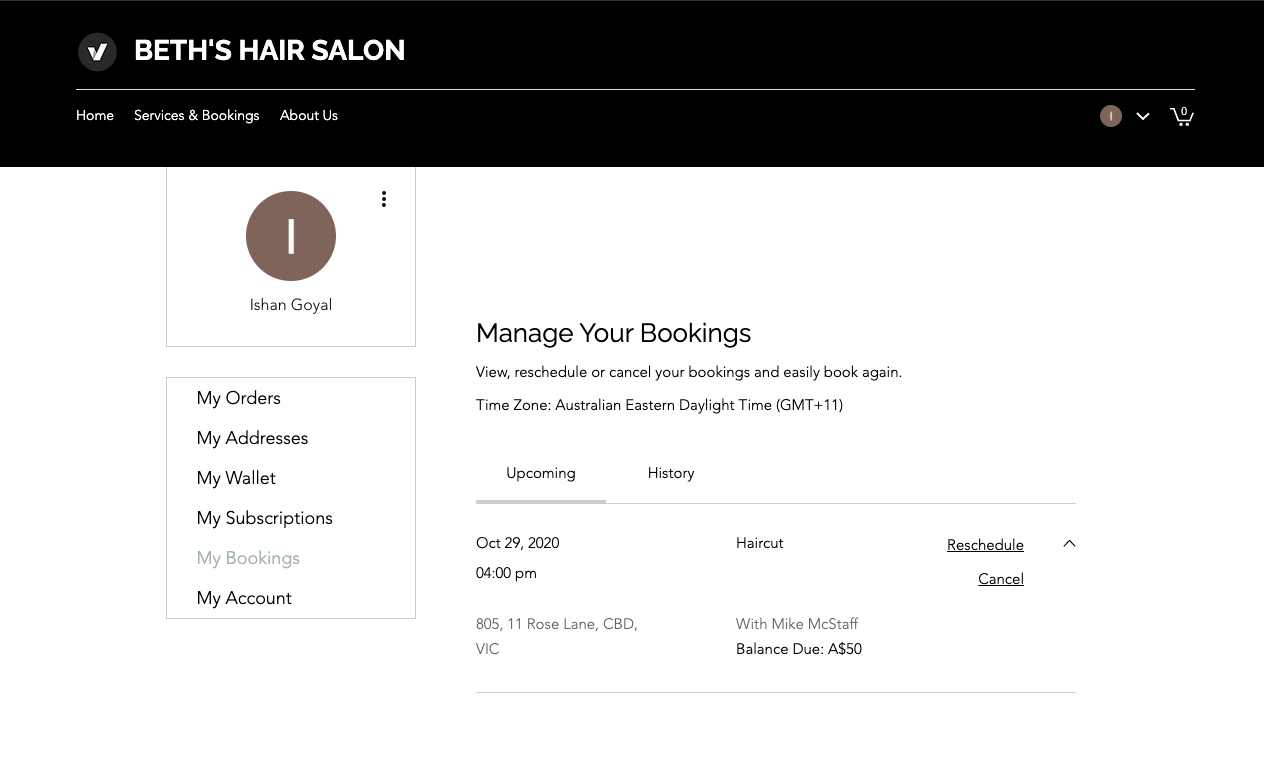 BETH'S HAIR SALON
Home Services & Bookings About Us
I
0
I
Ishan Goyal
My Orders
My Addresses
My Wallet
My Subscriptions
My Bookings
My Account
Manage Your Bookings
View, reschedule or cancel your bookings and easily book again.
Time Zone: Australian Eastern Daylight Time (GMT+11)
Upcoming History
Oct 29, 2020 Haircut Reschedule
04:00 pm Cancel
805, 11 Rose Lane, CBD, With Mike McStaff
VIC Balance Due: A$50